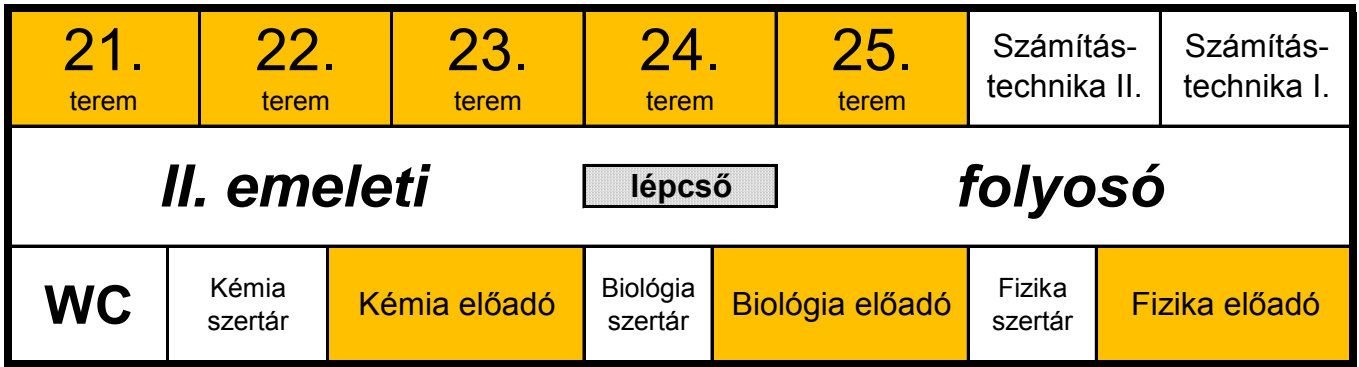 21. 22. 23. 24. 25. Számítás- Számítás-
terem terem terem terem terem technika II. technika I.
II. emeleti lépcső folyosó
WC Kémia szertár Kémia előadó Biológia szertár Biológia előadó Fizika szertár Fizika előadó